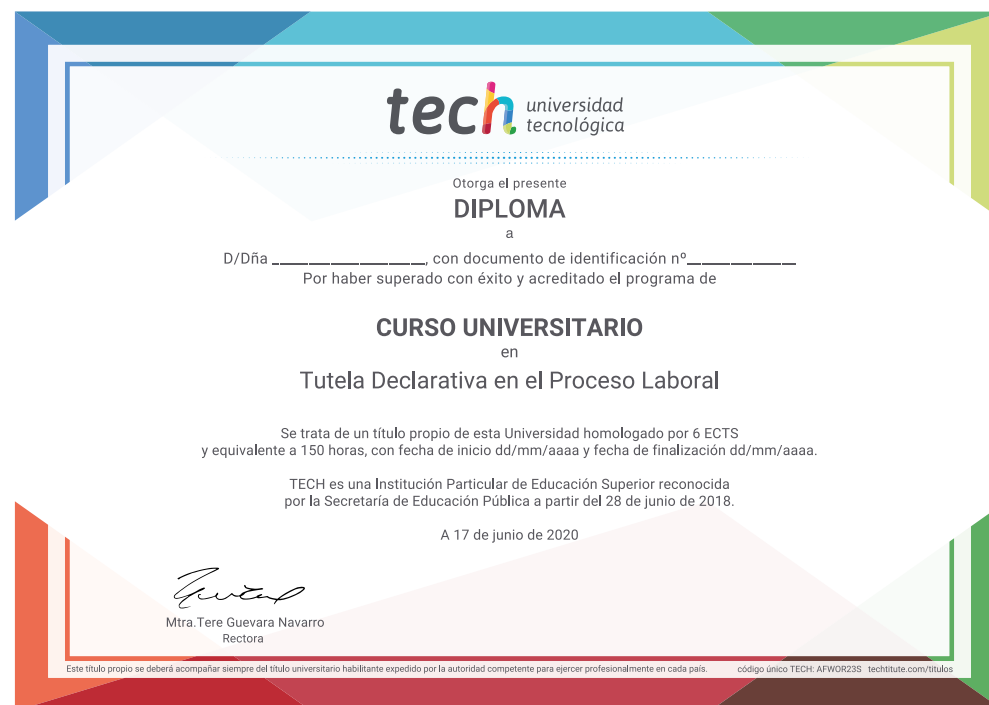 tech universidad
tecnológica
Otorga el presente
DIPLOMA
a
D/Dña ____________________, con documento de identificación nº______________
Por haber superado con éxito y acreditado el programa de
CURSO UNIVERSITARIO
en
Tutela Declarativa en el Proceso Laboral
Se trata de un título propio de esta Universidad homologado por 6 ECTS
y equivalente a 150 horas, con fecha de inicio dd/mm/aaaa y fecha de finalización dd/mm/aaaa.
TECH es una Institución Particular de Educación Superior reconocida
por la Secretaría de Educación Pública a partir del 28 de junio de 2018.
A 17 de junio de 2020
Mtra.Tere Guevara Navarro
Rectora
Este título propio se deberá acompañar siempre del título universitario habilitante expedido por la autoridad competente para ejercer profesionalmente en cada país. código único TECH: AFWOR23S techtitute.com/titulos